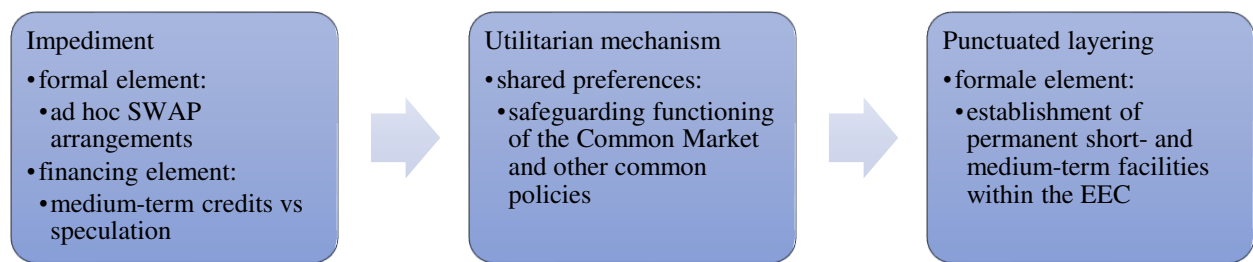 Impediment
•formal element:
•ad hoc SWAP
arrangements
•financing element:
•medium-term credits vs
speculation
Utilitarian mechanism
•shared preferences:
•safeguarding functioning
of the Common Market
and other common
policies
Punctuated layering
•formale element:
•establishment of
permanent short- and
medium-term facilities
within the EEC